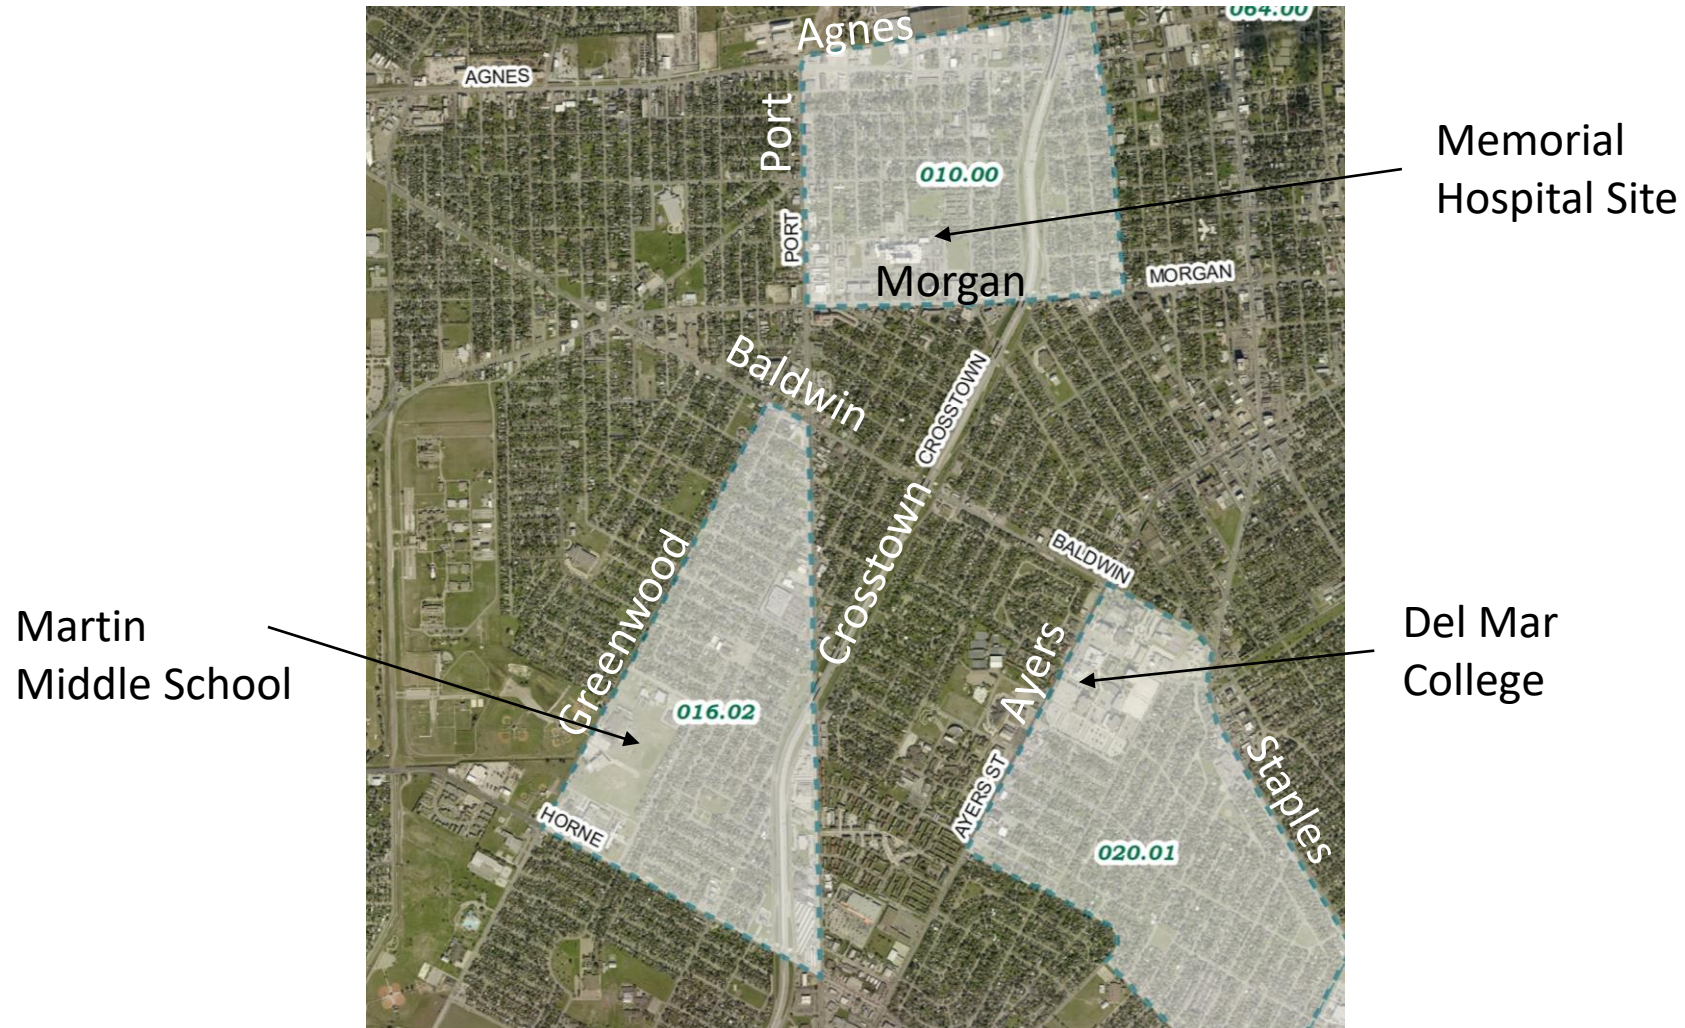 064.00
Agnes
AGNES
Port
Memorial
Hospital Site
010.00
PORT
MORGAN
Morgan
Baldwin
CROSSTOWN
Crosstown
BALDWIN
Greenwood
Martin
Middle School
Del Mar
College
Ayers
016.02
AYERS ST
Staples
HORNE
020.01